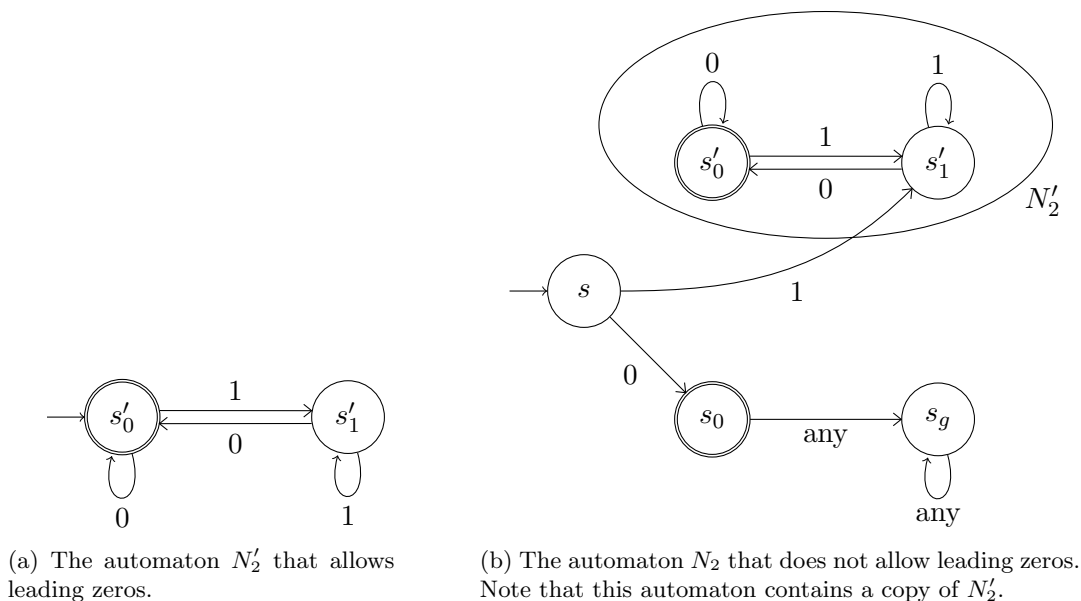 0
1
s′₀
1
0
s′₁
N′₂
s
1
0
s₀
any
s_g
any
s′₀
1
0
s′₁
0
1
(a) The automaton N′₂ that allows
leading zeros.
(b) The automaton N₂ that does not allow leading zeros.
Note that this automaton contains a copy of N′₂.